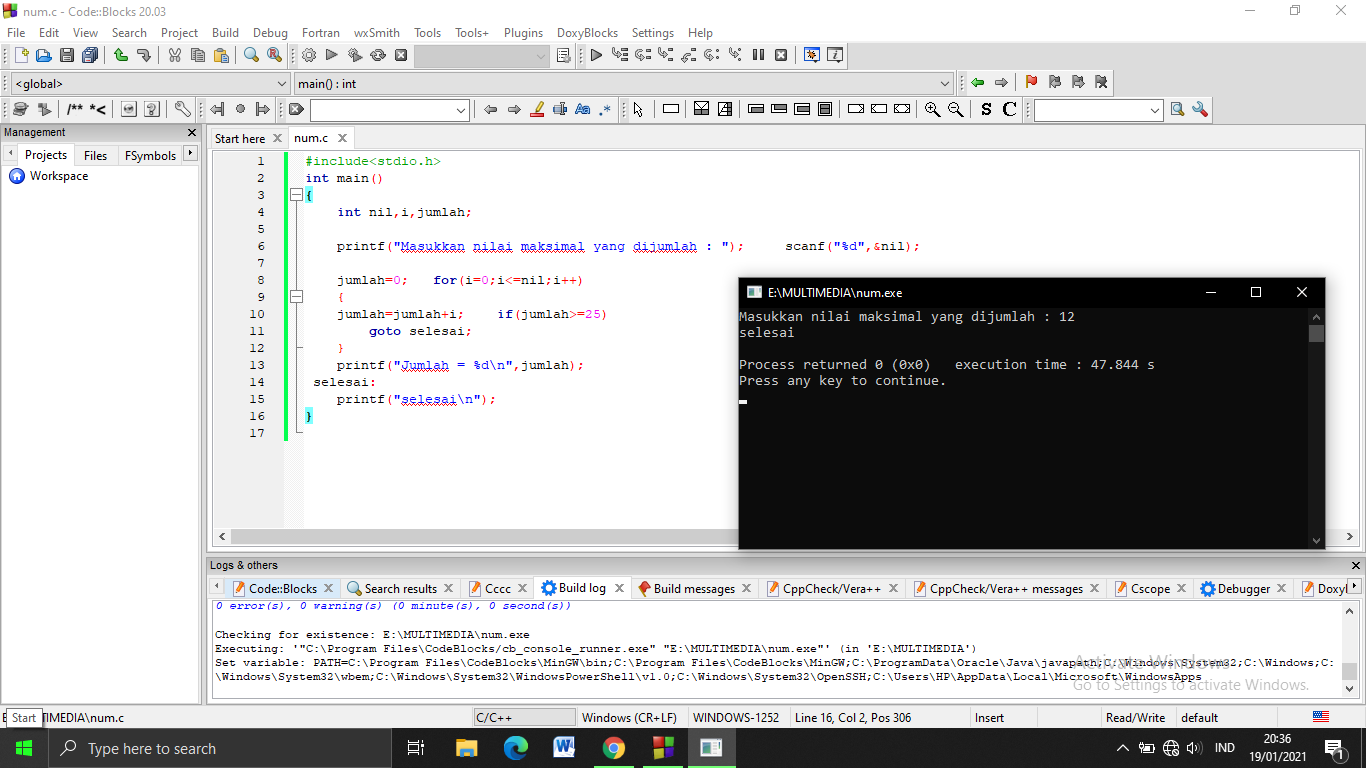 num.c - Code::Blocks 20.03
File Edit View Search Project Build Debug Fortran wxSmith Tools Tools+ Plugins DoxyBlocks Settings Help
<global> main() : int
/** *< Aa .* S C
Management
Projects Files FSymbols
Workspace
Start here num.c
1 #include<stdio.h>
2 int main()
3 {
4 int nil,i,jumlah;
5
6 printf("Masukkan nilai maksimal yang dijumlah : "); scanf("%d",&nil);
7
8 jumlah=0; for(i=0;i<=nil;i++)
9 {
10 jumlah=jumlah+i; if(jumlah>=25)
11 goto selesai;
12 }
13 printf("Jumlah = %d\n",jumlah);
14 selesai:
15 printf("selesai\n");
16 }
17
E:\MULTIMEDIA\num.exe
Masukkan nilai maksimal yang dijumlah : 12
selesai
Process returned 0 (0x0) execution time : 47.844 s
Press any key to continue.
Logs & others
Code::Blocks Search results Cccc Build log Build messages CppCheck/Vera++ CppCheck/Vera++ messages Cscope Debugger Doxyl
0 error(s), 0 warning(s) (0 minute(s), 0 second(s))
Checking for existence: E:\MULTIMEDIA\num.exe
Executing: '"C:\Program Files\CodeBlocks/cb_console_runner.exe" "E:\MULTIMEDIA\num.exe"' (in 'E:\MULTIMEDIA')
Set variable: PATH=C:\Program Files\CodeBlocks\MinGW\bin;C:\Program Files\CodeBlocks\MinGW;C:\ProgramData\Oracle\Java\javapath;C:\Windows\System32;C:\Windows;C:
\Windows\System32\wbem;C:\Windows\System32\WindowsPowerShell\v1.0;C:\Windows\System32\OpenSSH;C:\Users\HP\AppData\Local\Microsoft\WindowsApps
Activate Windows
Go to Settings to activate Windows.
Start
TIMEDIA\num.c C/C++ Windows (CR+LF) WINDOWS-1252 Line 16, Col 2, Pos 306 Insert Read/Write default
Type here to search
IND
20:36
19/01/2021
1